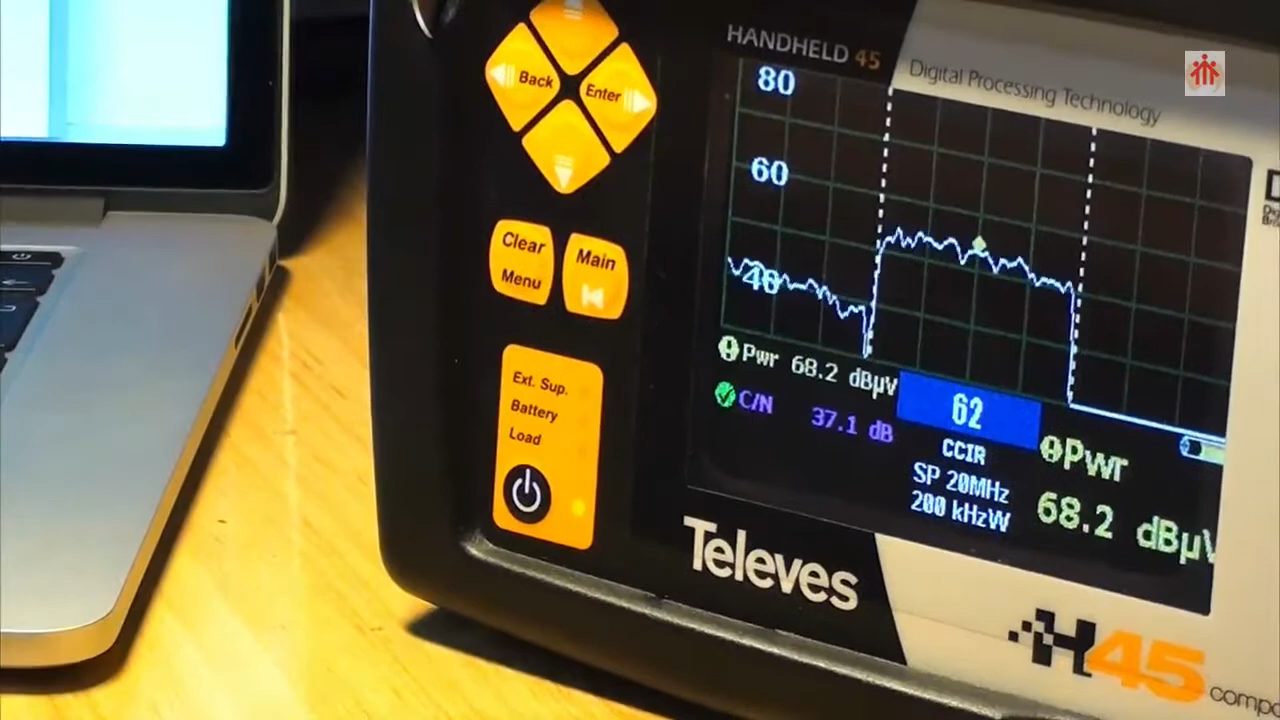 HANDHELD 45
Digital Processing Technology
Back
Enter
80
60
40
Clear
Menu
Main
Pwr 68.2 dBµV
C/N 37.1 dB
62
CCIR
SP 20MHz
200 kHzW
Pwr
68.2 dBµV
Ext. Sup.
Battery
Load
Televes
H45